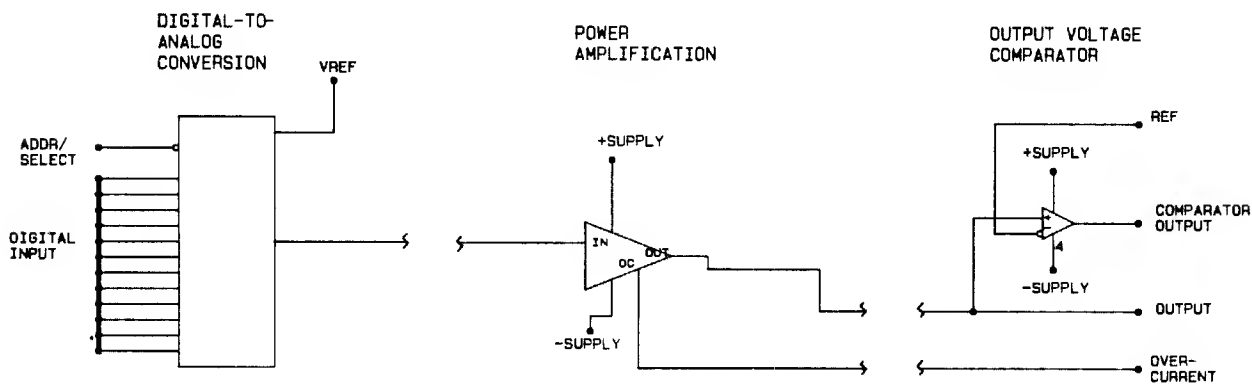 DIGITAL-TO-
ANALOG
CONVERSION
VREF
ADDR/
SELECT
DIGITAL
INPUT
POWER
AMPLIFICATION
+SUPPLY
IN
OUT
OC
-SUPPLY
OUTPUT VOLTAGE
COMPARATOR
REF
+SUPPLY
+
-
COMPARATOR
OUTPUT
-SUPPLY
OUTPUT
OVER-
CURRENT